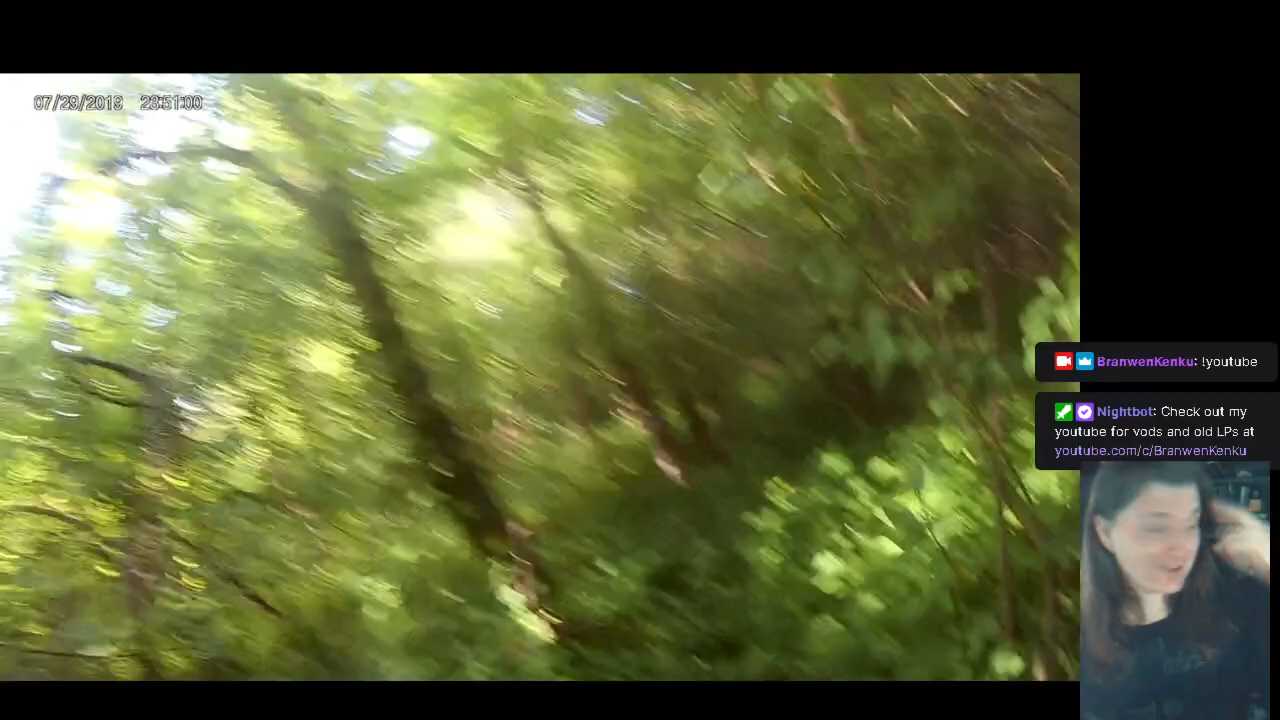 07/29/2019 23:51:00
BranwenKenku: !youtube
Nightbot: Check out my
youtube for vods and old LPs at
youtube.com/c/BranwenKenku